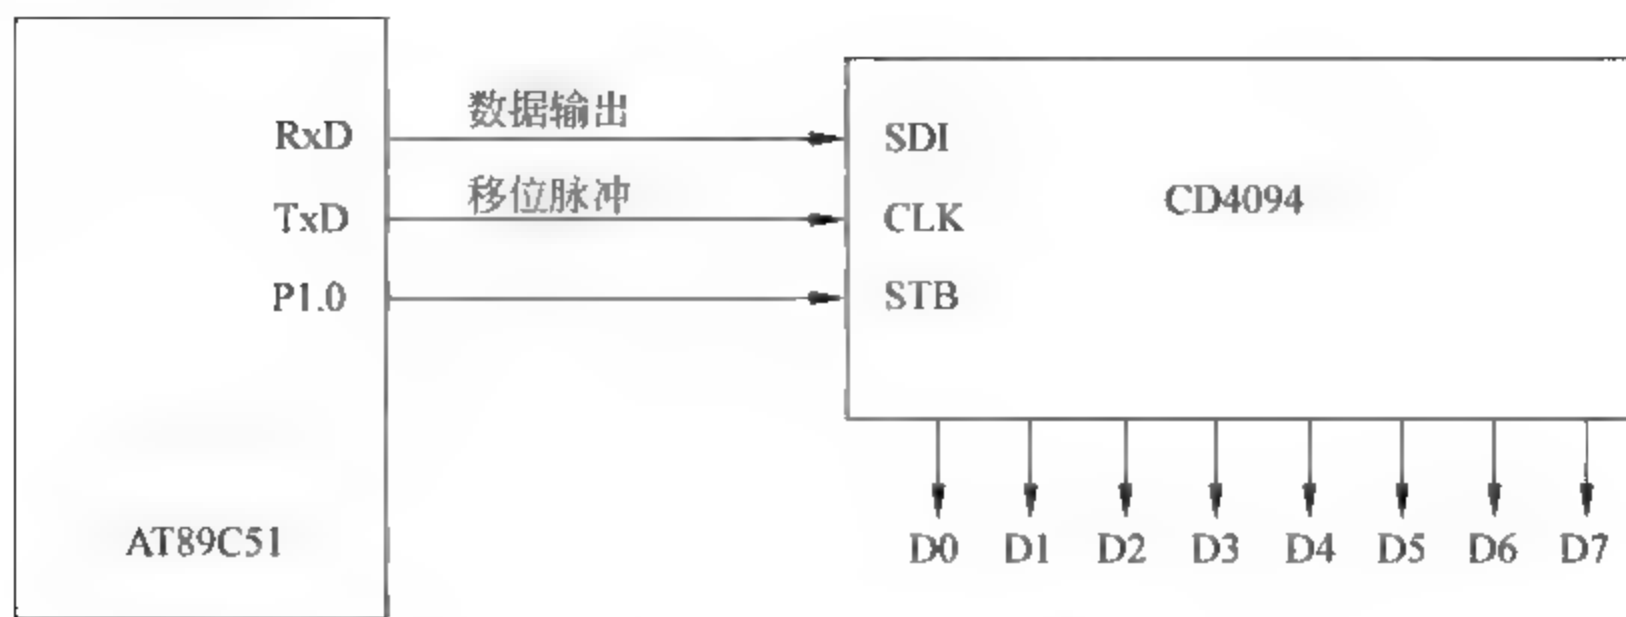 RxD
数据输出
SDI
TxD
移位脉冲
CLK
CD4094
P1.0
STB
AT89C51
D0 D1 D2 D3 D4 D5 D6 D7